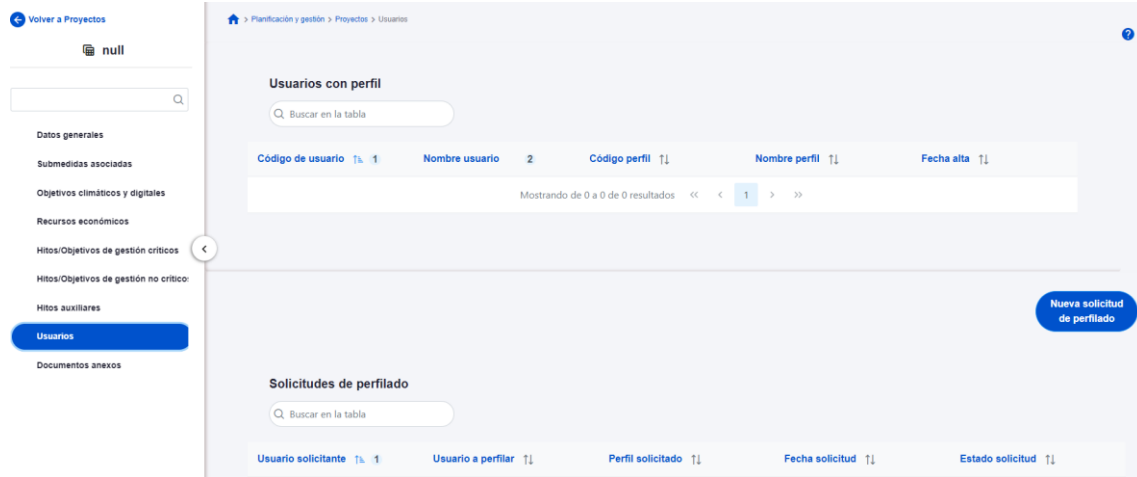 Volver a Proyectos
null
Datos generales
Submedidas asociadas
Objetivos climáticos y digitales
Recursos económicos
Hitos/Objetivos de gestión críticos
Hitos/Objetivos de gestión no crítico
Hitos auxiliares
Usuarios
Documentos anexos
> Planificación y gestión > Proyectos > Usuarios
?
Usuarios con perfil
Buscar en la tabla
Código de usuario 1 Nombre usuario 2 Código perfil Nombre perfil Fecha alta
Mostrando de 0 a 0 de 0 resultados << < 1 > >>
Nueva solicitud
de perfilado
Solicitudes de perfilado
Buscar en la tabla
Usuario solicitante 1 Usuario a perfilar Perfil solicitado Fecha solicitud Estado solicitud